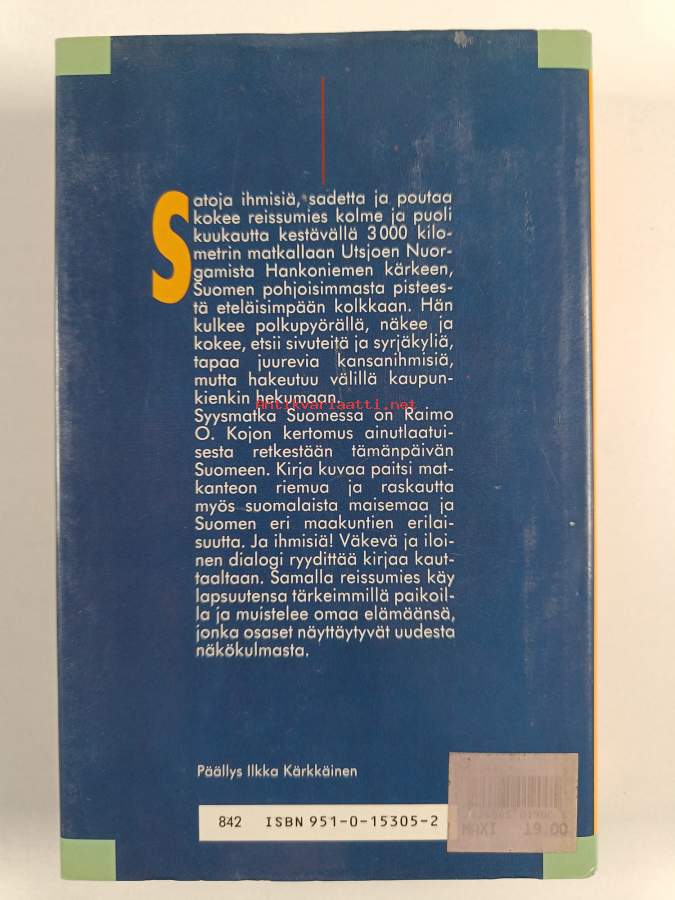 Satoja ihmisiä, sadetta ja poutaa
kokee reissumies kolme ja puoli
kuukautta kestävällä 3000 kilo-
metrin matkallaan Utsjoen Nuor-
gamista Hankoniemen kärkeen,
Suomen pohjoisimmasta pistees-
tä eteläisimpään kolkkaan. Hän
kulkee polkupyörällä, näkee ja
kokee, etsii sivuteitä ja syrjäkyliä,
tapaa juurevia kansanihmisiä,
mutta hakeutuu välillä kaupun-
kienkin hekumaan.
Antikvariaatti.net
Syysmatka Suomessa on Raimo
O. Kojon kertomus ainutlaatui-
sesta retkestään tämänpäivän
Suomeen. Kirja kuvaa paitsi mat-
kanteon riemua ja raskautta
myös suomalaista maisemaa ja
Suomen eri maakuntien erilai-
suutta. Ja ihmisiä! Väkevä ja iloi-
nen dialogi ryydittää kirjaa kaut-
taaltaan. Samalla reissumies käy
lapsuutensa tärkeimmillä paikoil-
la ja muistelee omaa elämäänsä,
jonka osaset näyttäytyvät uudesta
näkökulmasta.
Päällys Ilkka Kärkkäinen
842 ISBN 951-0-15305-2
MAXI 19.00